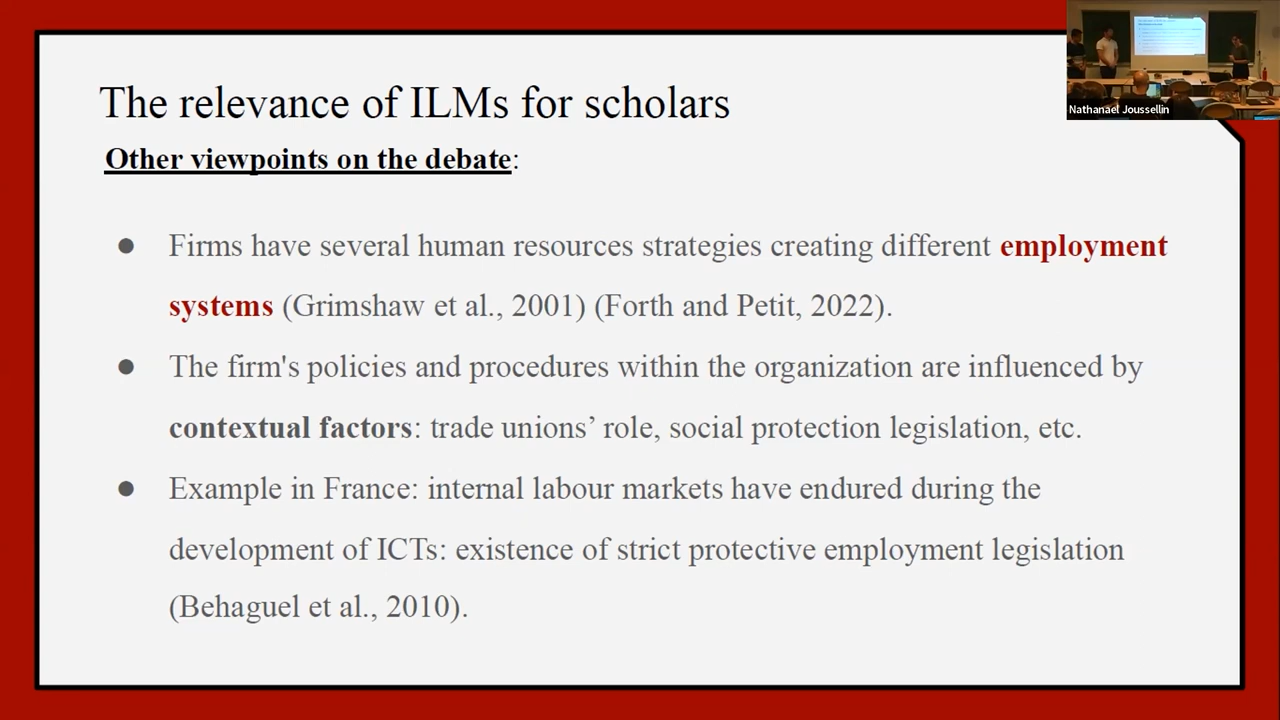 Nathanael Joussellin
The relevance of ILMs for scholars
Other viewpoints on the debate:
● Firms have several human resources strategies creating different employment
systems (Grimshaw et al., 2001) (Forth and Petit, 2022).
● The firm's policies and procedures within the organization are influenced by
contextual factors: trade unions’ role, social protection legislation, etc.
● Example in France: internal labour markets have endured during the
development of ICTs: existence of strict protective employment legislation
(Behaguel et al., 2010).